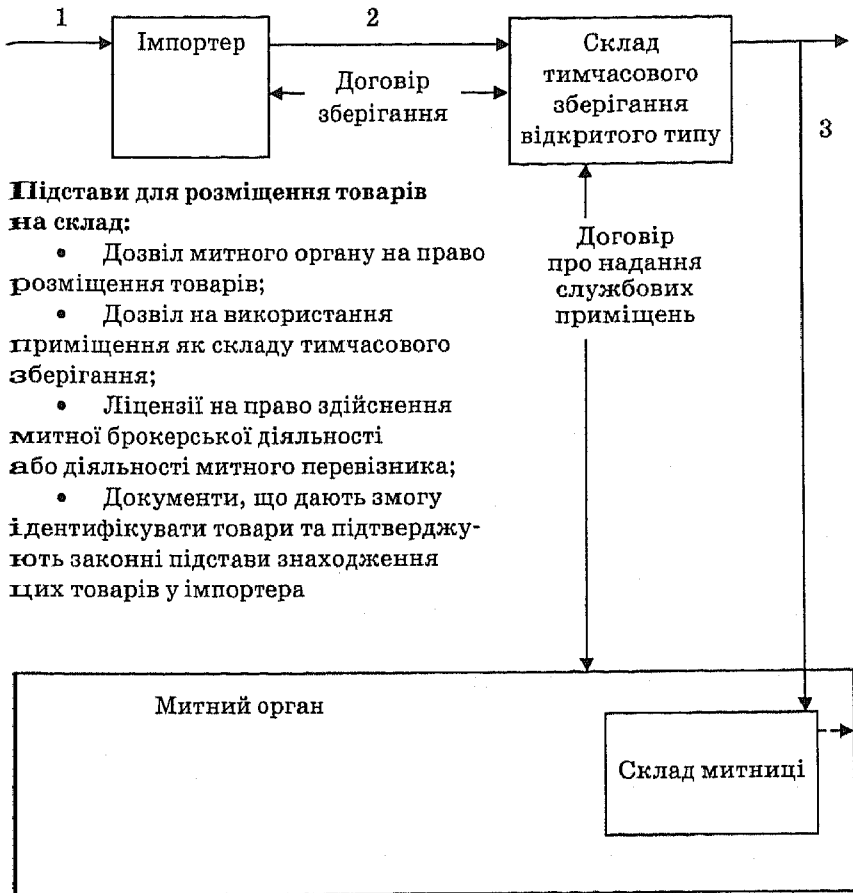 1
2
Імпортер
Склад
тимчасового
зберігання
відкритого типу
Договір
зберігання
3
Підстави для розміщення товарів
на склад:
• Дозвіл митного органу на право
розміщення товарів;
• Дозвіл на використання
приміщення як складу тимчасового
зберігання;
• Ліцензії на право здійснення
митної брокерської діяльності
або діяльності митного перевізника;
• Документи, що дають змогу
ідентифікувати товари та підтверджу-
ють законні підстави знаходження
цих товарів у імпортера
Договір
про надання
службових
приміщень
Митний орган
Склад митниці